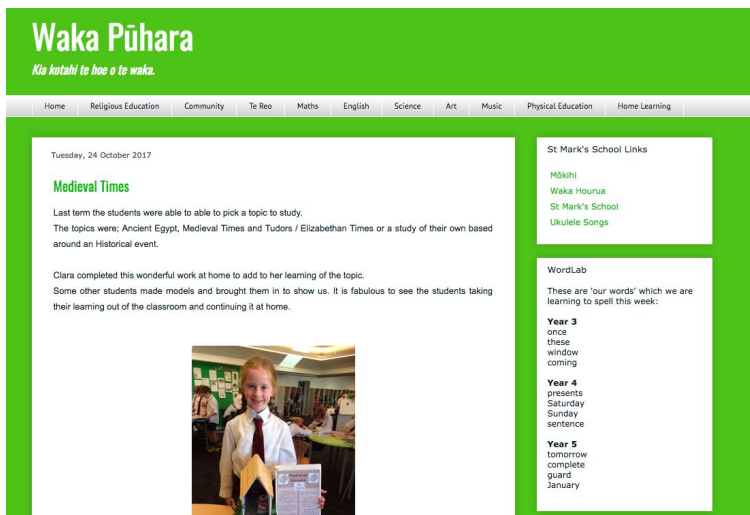 Waka Pūhara
Kia kotahi te hoe o te waka.
Home Religious Education Community Te Reo Maths English Science Art Music Physical Education Home Learning
Tuesday, 24 October 2017
Medieval Times
Last term the students were able to able to pick a topic to study.
The topics were; Ancient Egypt, Medieval Times and Tudors / Elizabethan Times or a study of their own based
around an Historical event.
Clara completed this wonderful work at home to add to her learning of the topic.
Some other students made models and brought them in to show us. It is fabulous to see the students taking
their learning out of the classroom and continuing it at home.
St Mark's School Links
Mōkihi
Waka Hourua
St Mark's School
Ukulele Songs
WordLab
These are 'our words' which we are
learning to spell this week:
Year 3
once
these
window
coming
Year 4
presents
Saturday
Sunday
sentence
Year 5
tomorrow
complete
guard
January